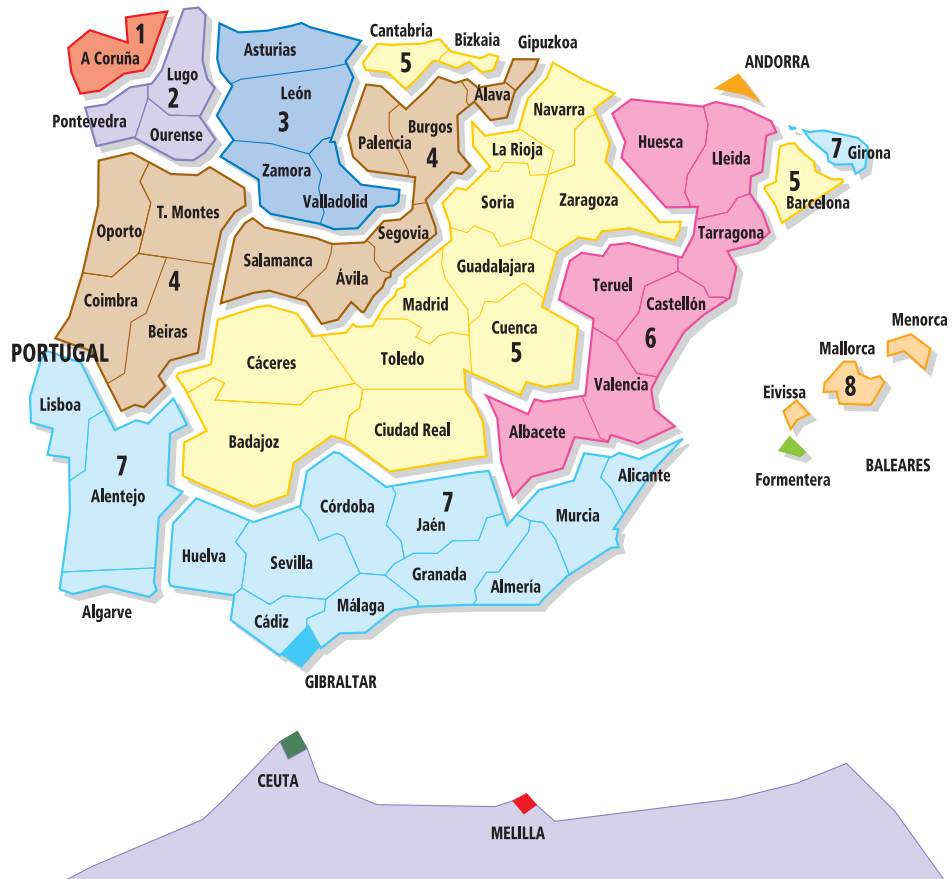 1
A Coruña
Lugo
2
Pontevedra
Ourense
Asturias
León
3
Zamora
Valladolid
Cantabria
5
Bizkaia
Gipuzkoa
Álava
Burgos
Palencia
4
Navarra
La Rioja
Soria
Zaragoza
Segovia
Salamanca
Ávila
Guadalajara
Madrid
Cuenca
5
Cáceres
Toledo
Badajoz
Ciudad Real
ANDORRA
Huesca
Lleida
7 Girona
5
Barcelona
Tarragona
Teruel
Castellón
6
Valencia
Albacete
Oporto
T. Montes
4
Coimbra
Beiras
PORTUGAL
Lisboa
7
Alentejo
Algarve
Alicante
Murcia
Córdoba
7
Jaén
Huelva
Sevilla
Granada
Almería
Málaga
Cádiz
GIBRALTAR
Menorca
Mallorca
8
Eivissa
Formentera
BALEARES
CEUTA
MELILLA